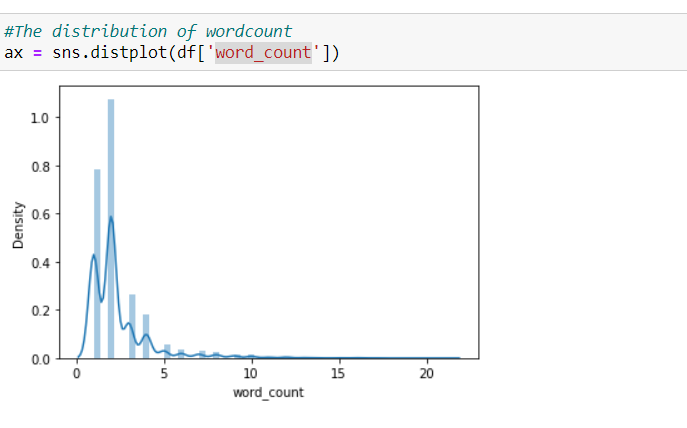 #The distribution of wordcount
ax = sns.distplot(df['word_count'])
1.0
0.8
0.6
0.4
0.2
0.0
Density
0 5 10 15 20
word_count